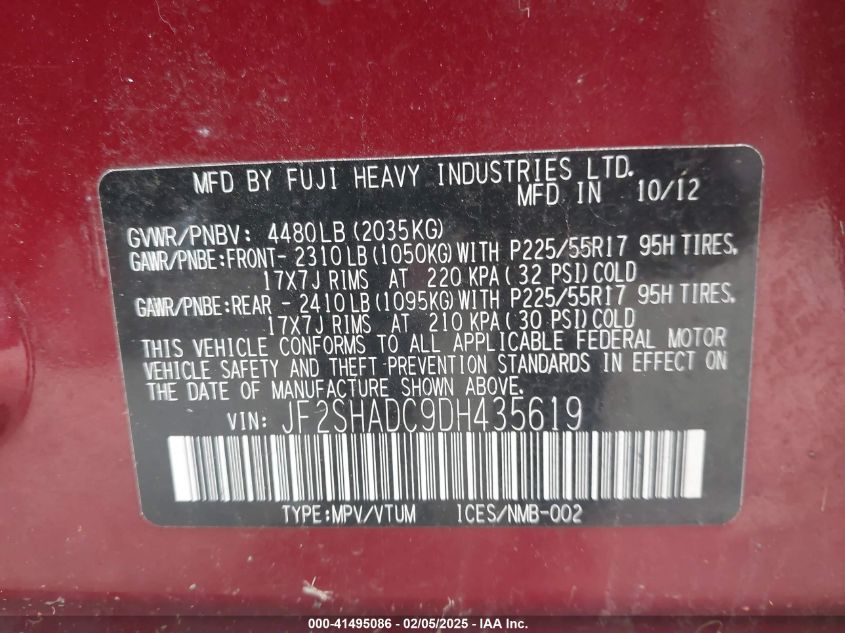 MFD BY FUJI HEAVY INDUSTRIES LTD.
MFD IN 10/12
GVWR/PNBV: 4480LB(2035KG)
GAWR/PNBE:FRONT- 2310LB(1050KG)WITH P225/55R17 95H TIRES.
17X7J RIMS AT 220 KPA(32 PSI)COLD
GAWR/PNBE:REAR - 2410LB(1095KG)WITH P225/55R17 95H TIRES.
17X7J RIMS AT 210 KPA(30 PSI)COLD
THIS VEHICLE CONFORMS TO ALL APPLICABLE FEDERAL MOTOR
VEHICLE SAFETY AND THEFT PREVENTION STANDARDS IN EFFECT ON
THE DATE OF MANUFACTURE SHOWN ABOVE.
VIN: JF2SHADC9DH435619
TYPE:MPV/VTUM ICES/NMB-002
000-41495086 - 02/05/2025 - IAA, Inc.